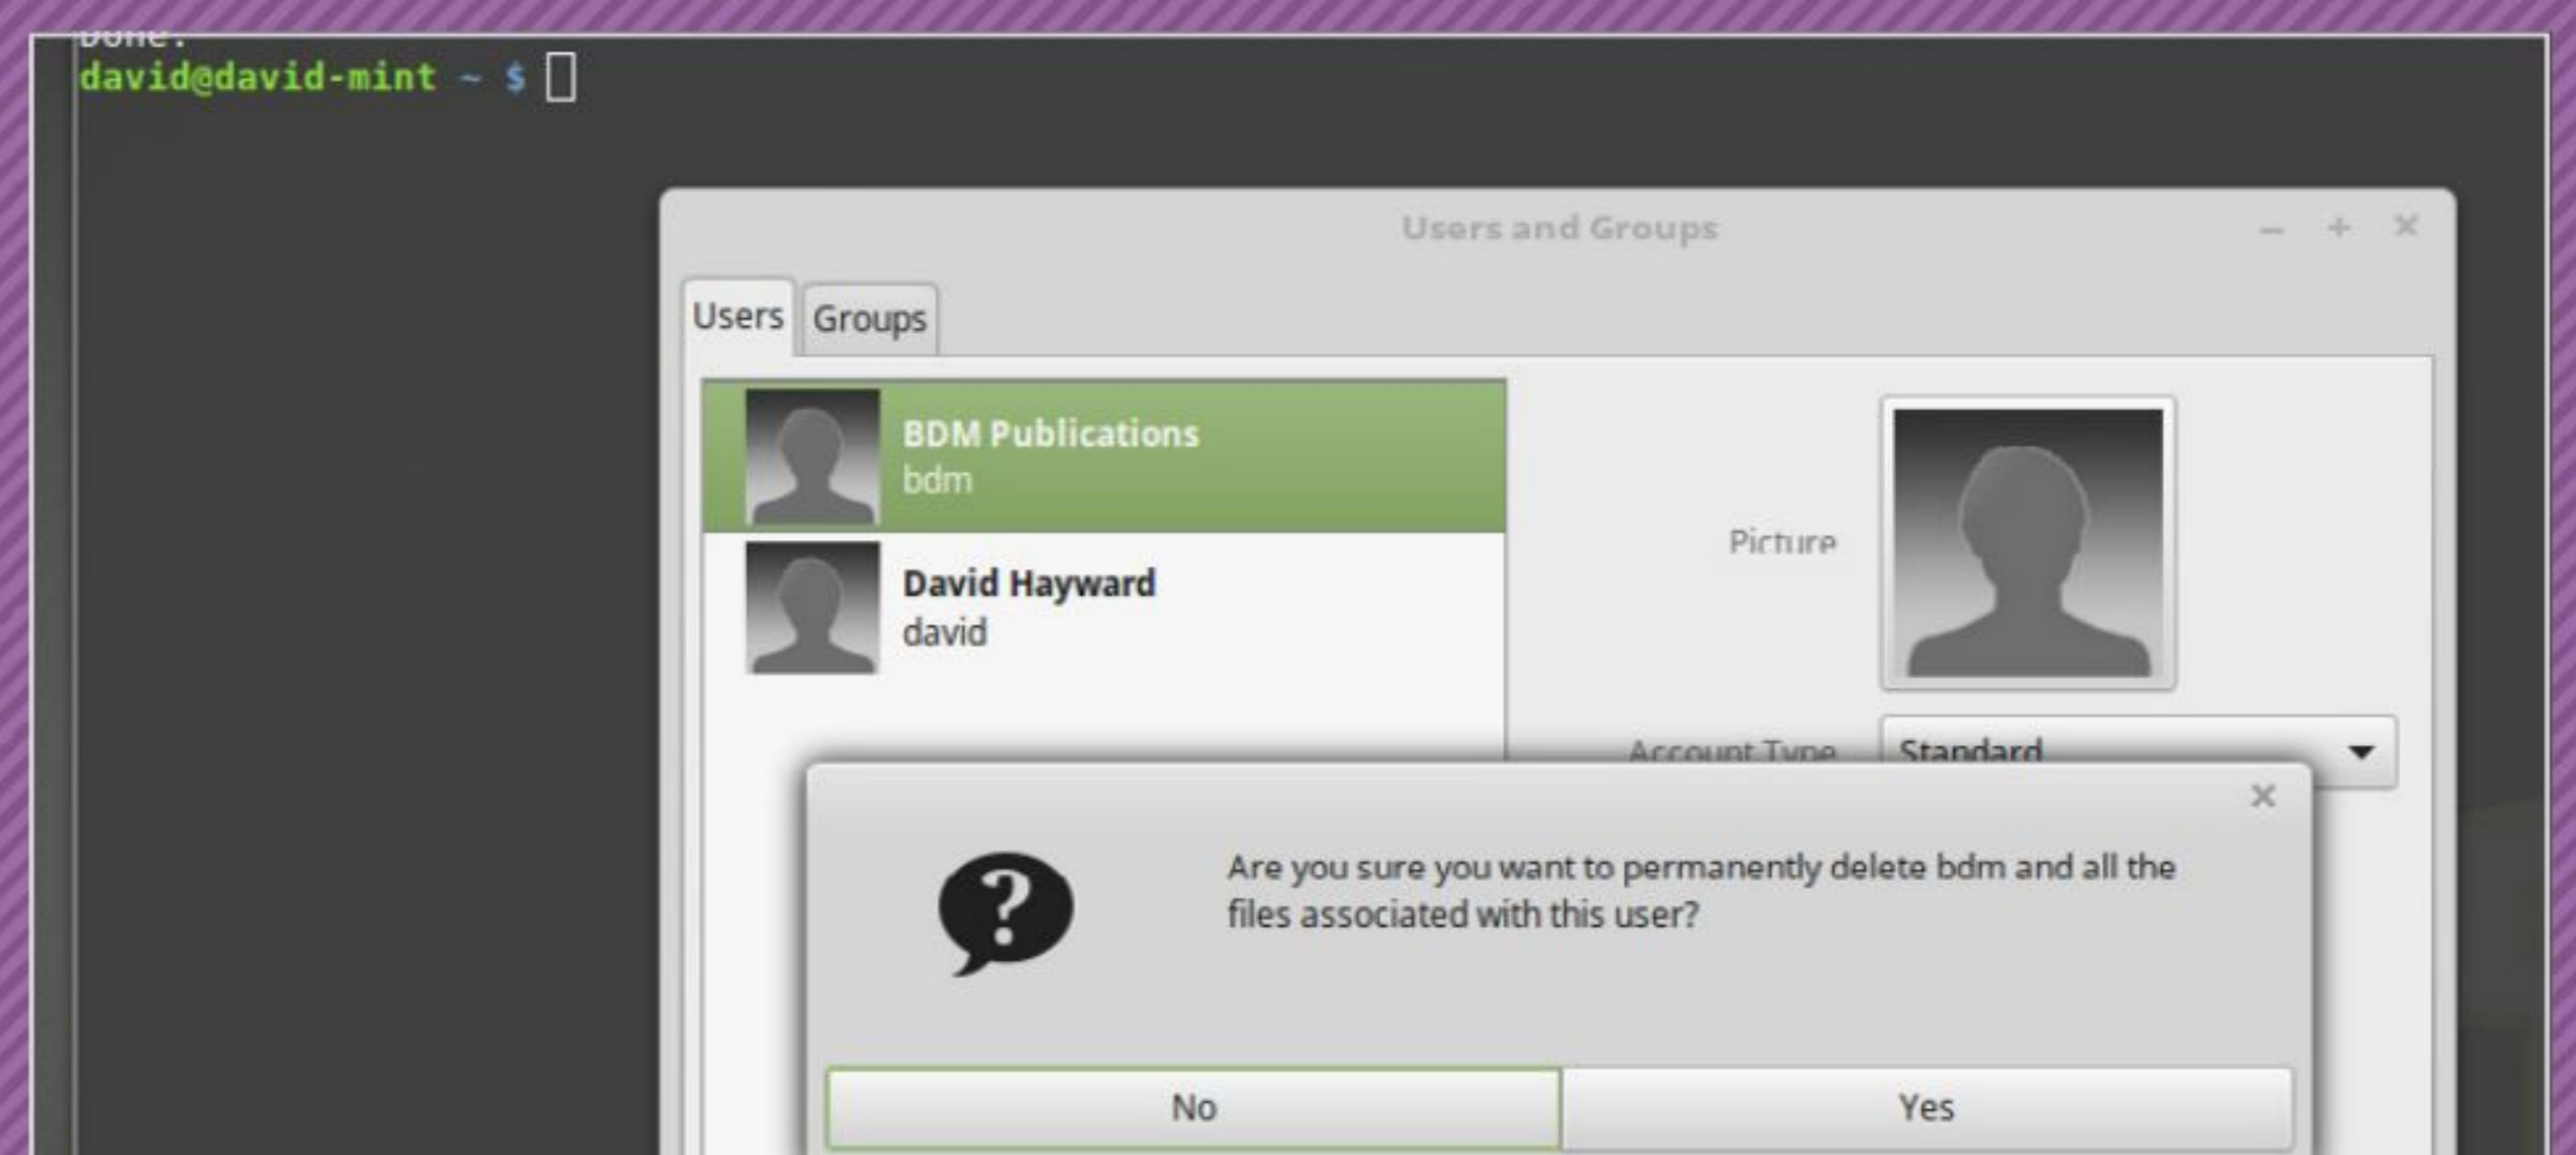 Done.
david@david-mint ~ $
Users and Groups
Users Groups
BDM Publications
bdm
David Hayward
david
Picture
Account Type Standard
Are you sure you want to permanently delete bdm and all the
files associated with this user?
No Yes